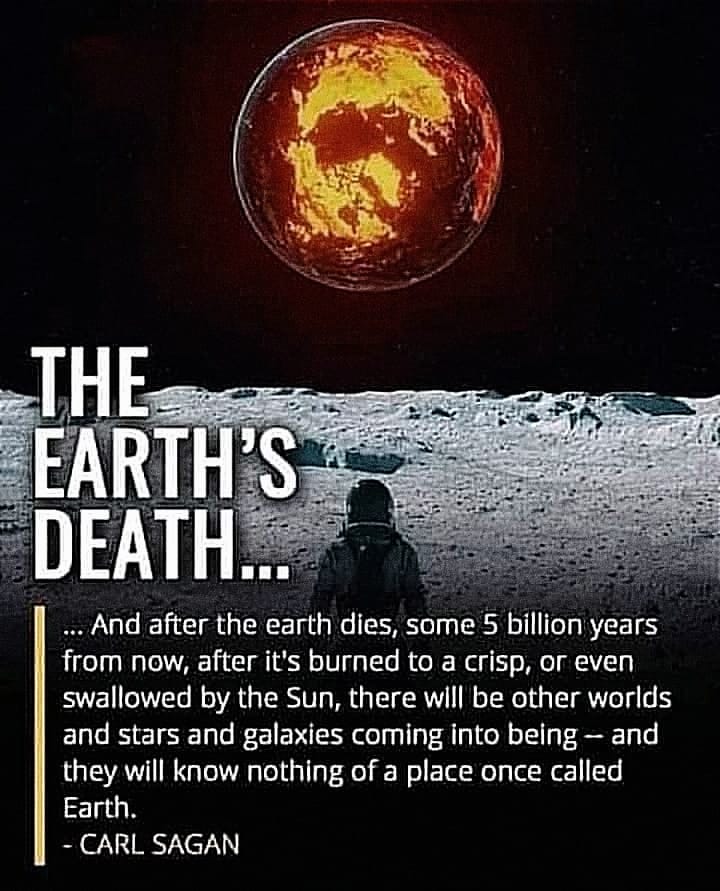 THE
EARTH'S
DEATH...
... And after the earth dies, some 5 billion years
from now, after it's burned to a crisp, or even
swallowed by the Sun, there will be other worlds
and stars and galaxies coming into being – and
they will know nothing of a place once called
Earth.
- CARL SAGAN